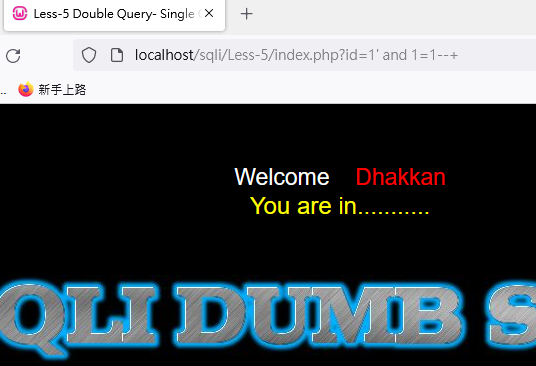 Less-5 Double Query- Single
localhost/sqli/Less-5/index.php?id=1' and 1=1--+
新手上路
Welcome Dhakkan
You are in...........
QLI DUMB S